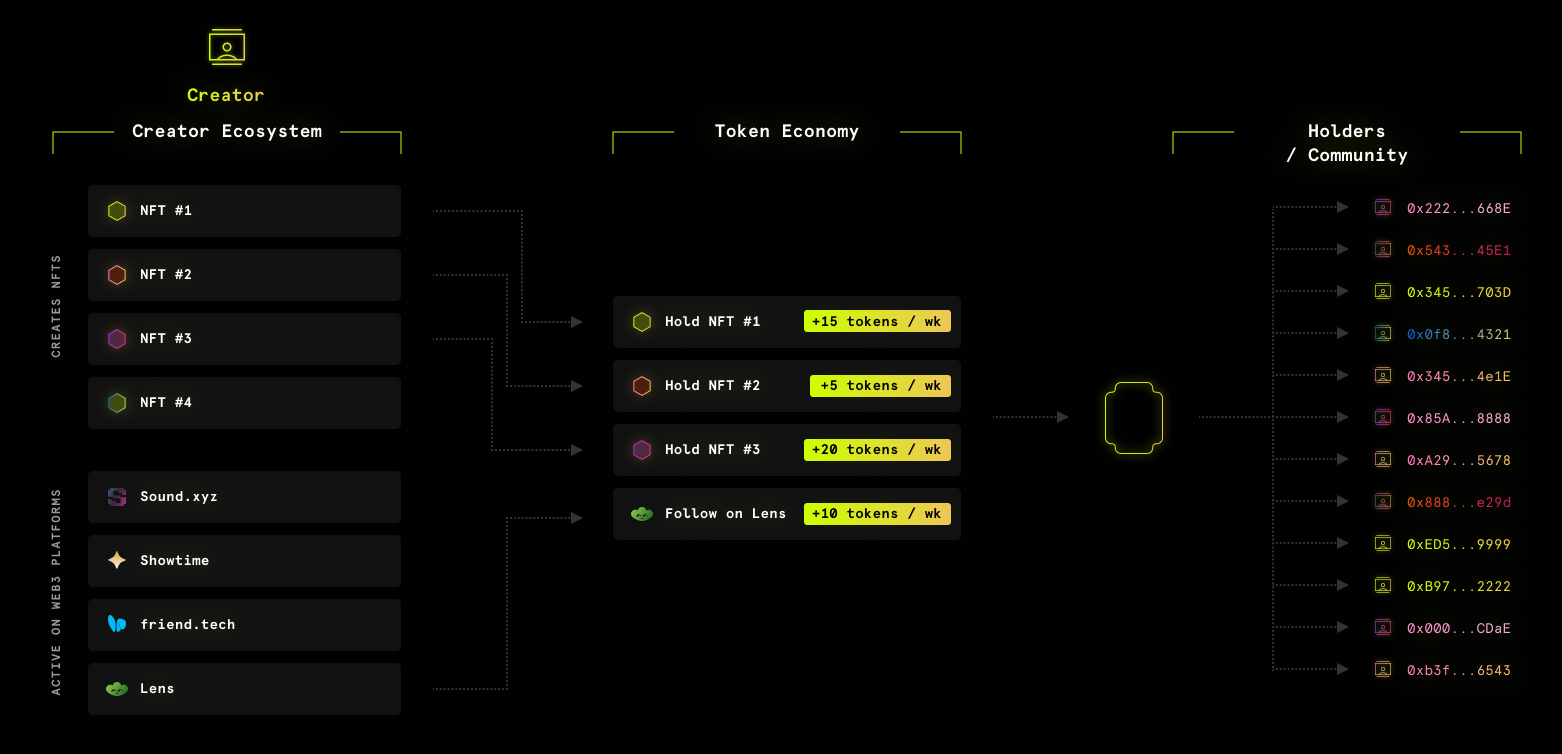 Creator
Creator Ecosystem
CREATES NFTS
NFT #1
NFT #2
NFT #3
NFT #4
ACTIVE ON WEB3 PLATFORMS
Sound.xyz
Showtime
friend.tech
Lens
Token Economy
Hold NFT #1 +15 tokens / wk
Hold NFT #2 +5 tokens / wk
Hold NFT #3 +20 tokens / wk
Follow on Lens +10 tokens / wk
Holders
/ Community
0x222...668E
0x543...45E1
0x345...703D
0x0f8...4321
0x345...4e1E
0x85A...8888
0xA29...5678
0x888...e29d
0xED5...9999
0xB97...2222
0x000...CDaE
0xb3f...6543